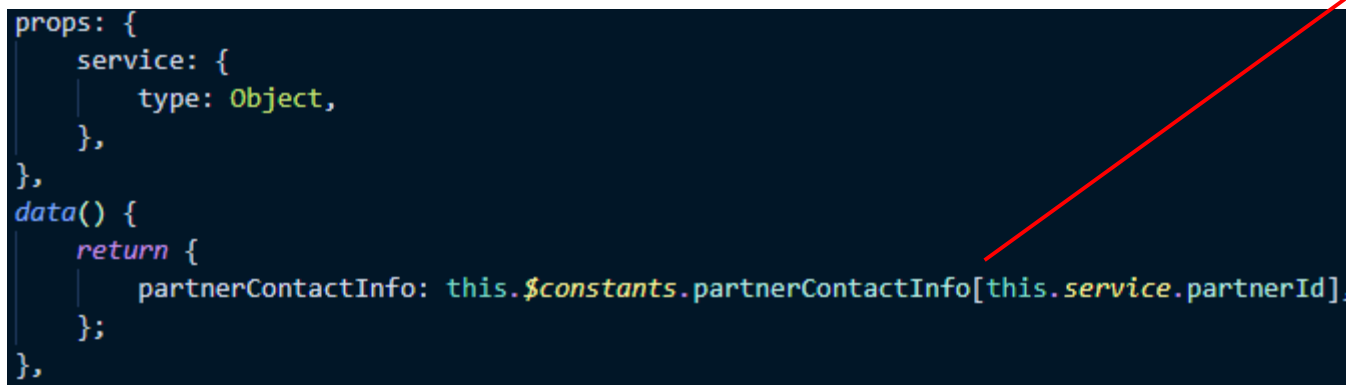 props: {
service: {
type: Object,
},
},
data() {
return {
partnerContactInfo: this.$constants.partnerContactInfo[this.service.partnerId],
};
},